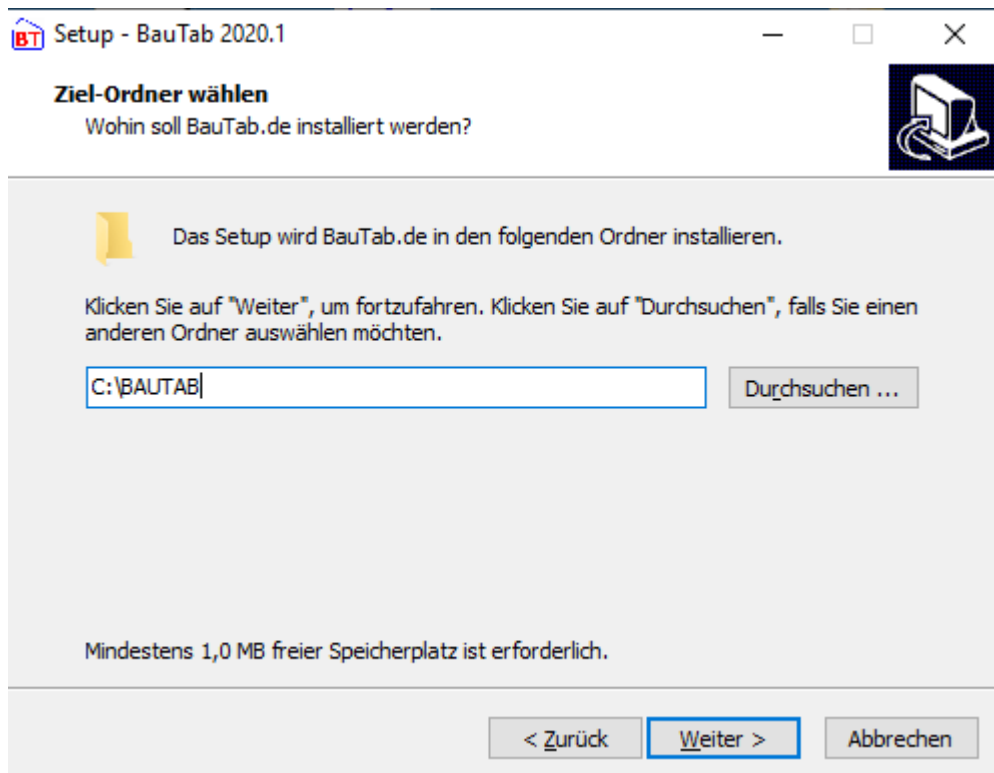 BT Setup - BauTab 2020.1
Ziel-Ordner wählen
Wohin soll BauTab.de installiert werden?
Das Setup wird BauTab.de in den folgenden Ordner installieren.
Klicken Sie auf "Weiter", um fortzufahren. Klicken Sie auf "Durchsuchen", falls Sie einen
anderen Ordner auswählen möchten.
C:\BAUTAB
Durchsuchen ...
Mindestens 1,0 MB freier Speicherplatz ist erforderlich.
< Zurück Weiter > Abbrechen